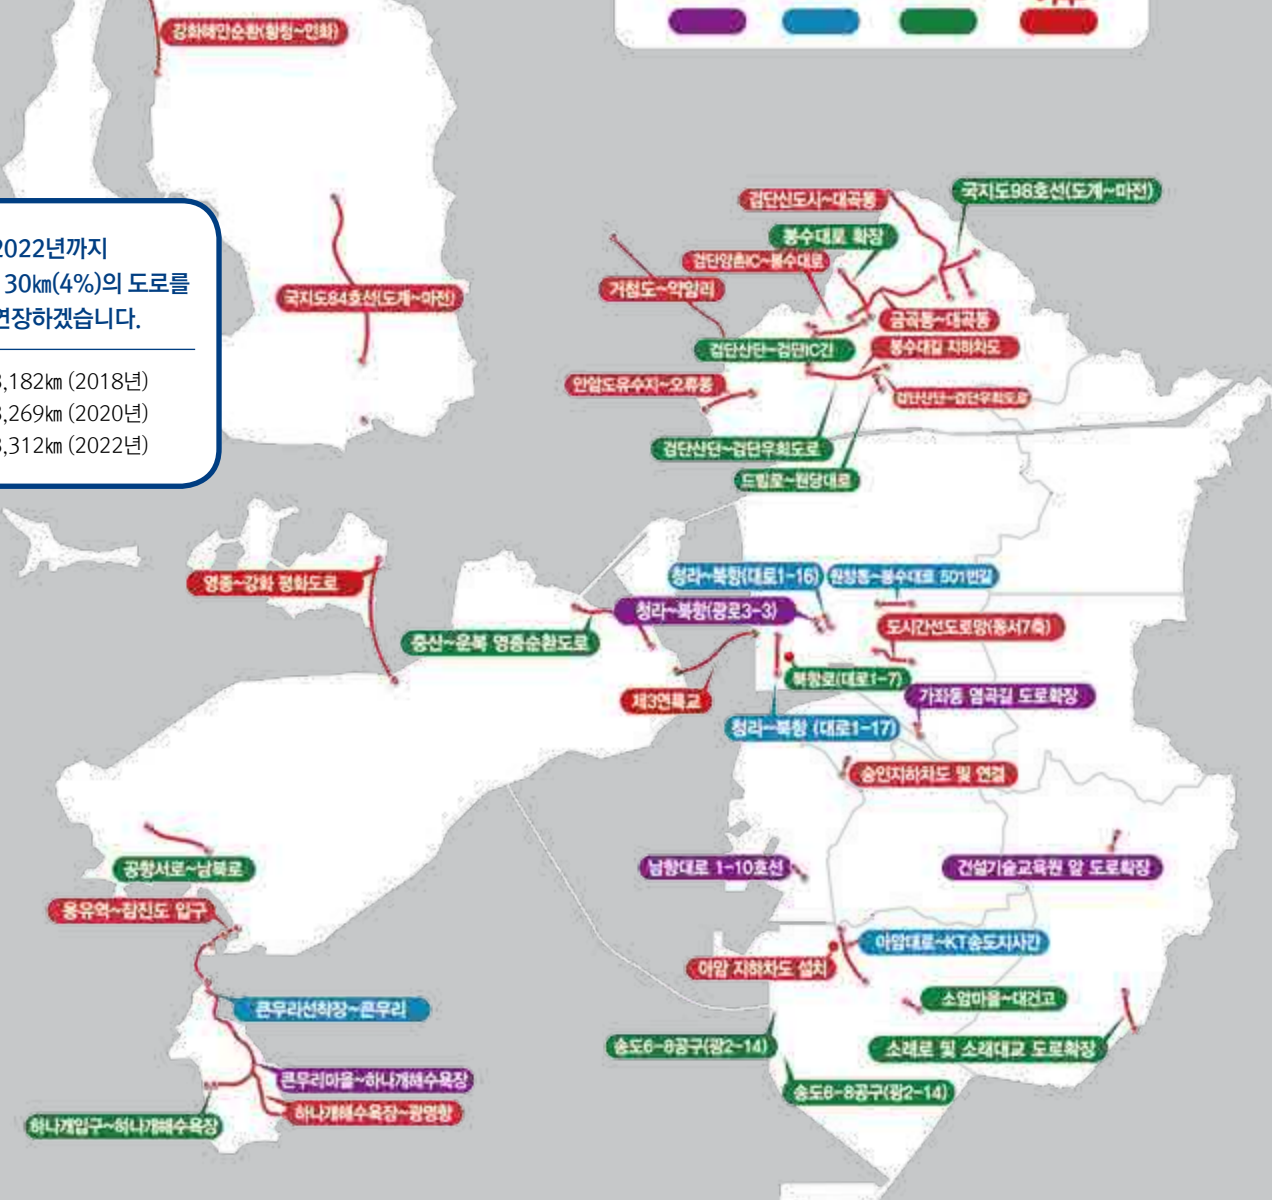 강화해안순환(황청~인화)
2022년까지
130㎞(4%)의 도로를
연장하겠습니다.
3,182㎞ (2018년)
3,269㎞ (2020년)
3,312㎞ (2022년)
국지도84호선(도계~마전)
검단신도시~대곡동
국지도98호선(도계~마전)
봉수대로 확장
검단양촌IC~봉수대로
거첨도~약암리
금곡동~대곡동
검단산단~검단IC간
봉수대길 지하차도
안암도유수지~오류동
검단산단~검단우회도로
검단산단~검단우회도로
드림로~원당대로
영종~강화 평화도로
청라~북항(대로1-16)
원창동~봉수대로 501번길
청라~북항(광로3-3)
중산~운북 영종순환도로
도시간선도로망(동서7축)
북항로(대로1-7)
제3연륙교
가좌동 염곡길 도로확장
청라~북항 (대로1-17)
숭인지하차도 및 연결
공항서로~남북로
남항대로 1-10호선
건설기술교육원 앞 도로확장
용유역~잠진도 입구
아암대로~KT송도지사간
아암 지하차도 설치
큰무리선착장~큰무리
소암마을~대건고
송도6-8공구(광2-14)
소래로 및 소래대교 도로확장
큰무리마을~하나개해수욕장
송도6-8공구(광2-14)
하나개해수욕장~광명항
하나개입구~하나개해수욕장